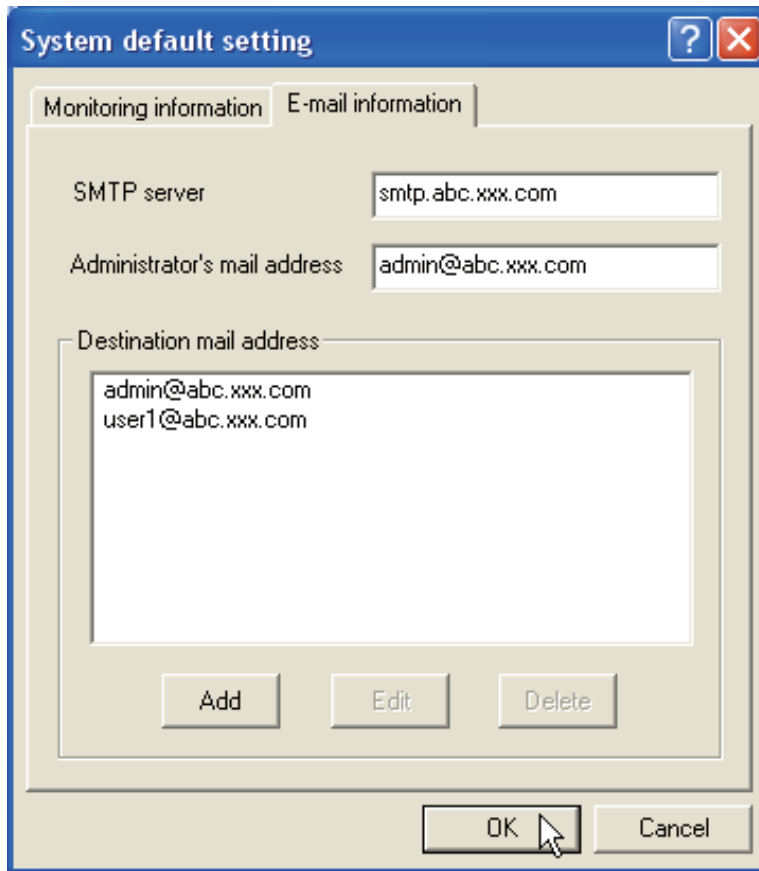 System default setting
Monitoring information
E-mail information
SMTP server
smtp.abc.xxx.com
Administrator's mail address
admin@abc.xxx.com
Destination mail address
admin@abc.xxx.com
user1@abc.xxx.com
Add
Edit
Delete
OK
Cancel